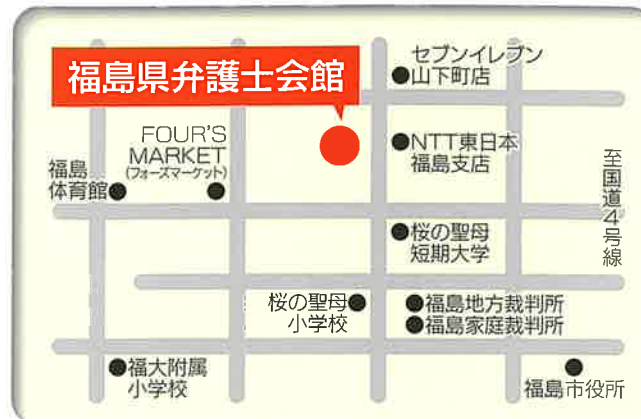 セブンイレブン
山下町店
福島県弁護士会館
FOUR'S
MARKET
(フォーズマーケット)
NTT東日本
福島支店
福島
体育館
至国道4号線
桜の聖母
短期大学
桜の聖母
小学校
福島地方裁判所
福島家庭裁判所
福大附属
小学校
福島市役所